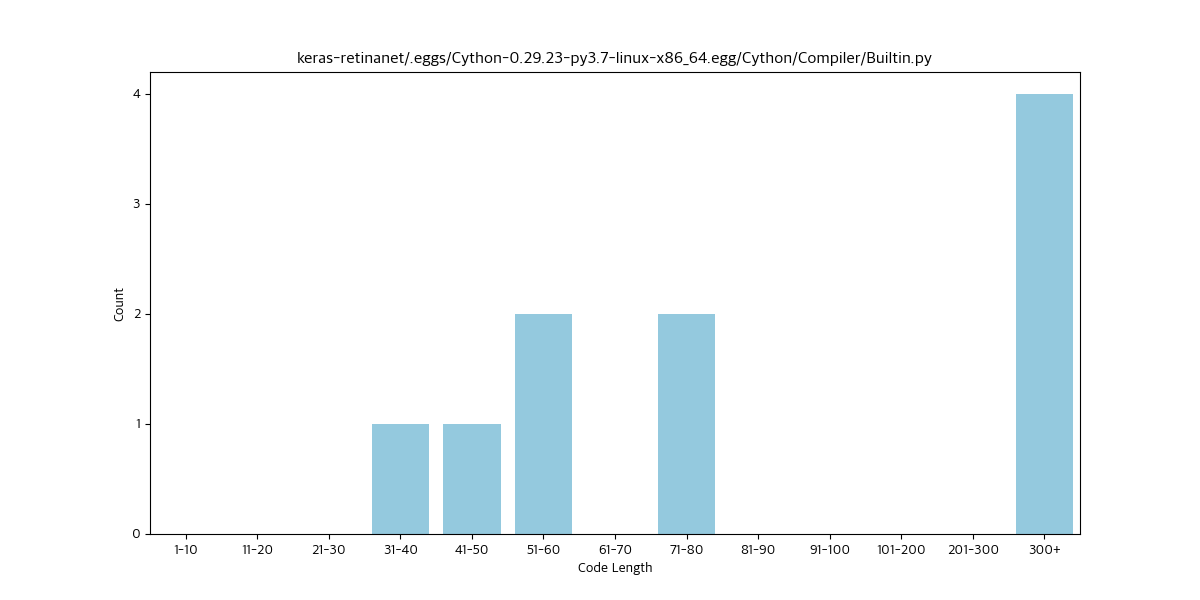 keras-retinanet/.eggs/Cython-0.29.23-py3.7-linux-x86_64.egg/Cython/Compiler/Builtin.py
4
3
2
1
0
Count
1-10 11-20 21-30 31-40 41-50 51-60 61-70 71-80 81-90 91-100 101-200 201-300 300+
Code Length